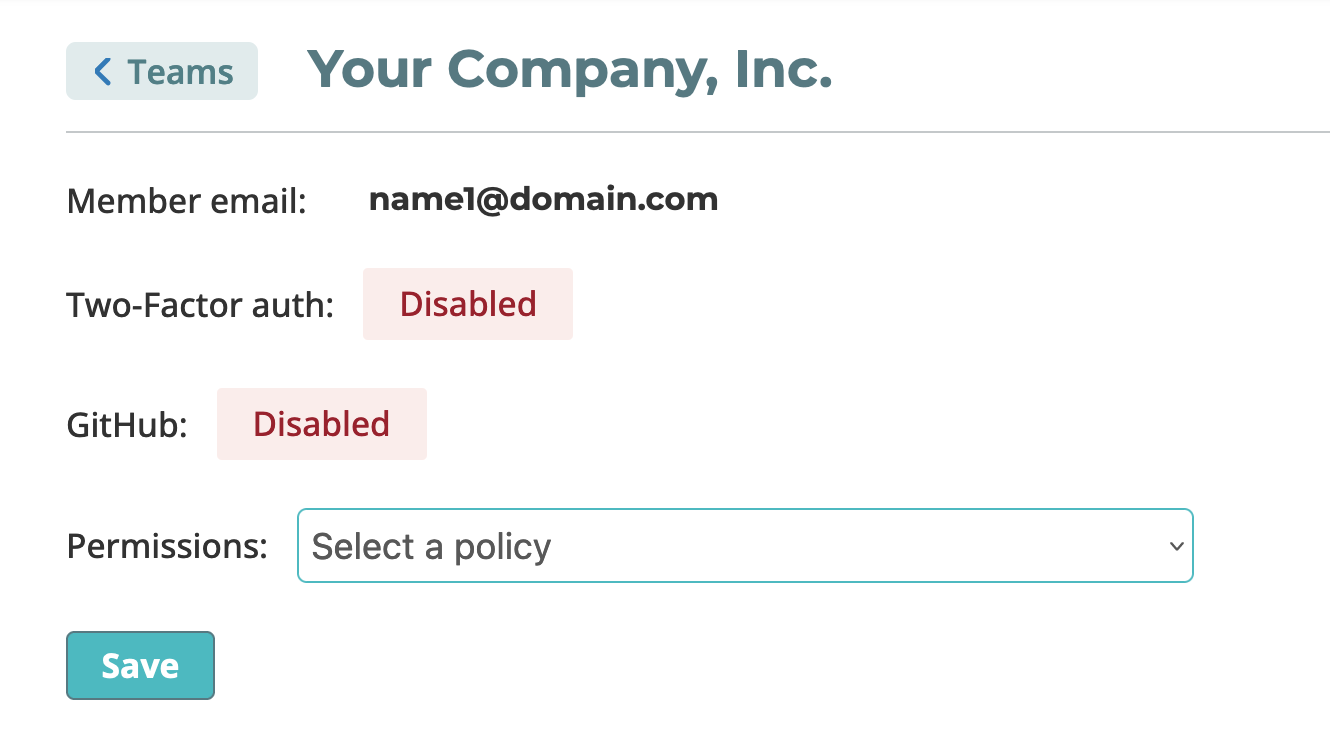 Teams Your Company, Inc.
Member email: name1@domain.com
Two-Factor auth: Disabled
GitHub: Disabled
Permissions: Select a policy
Save